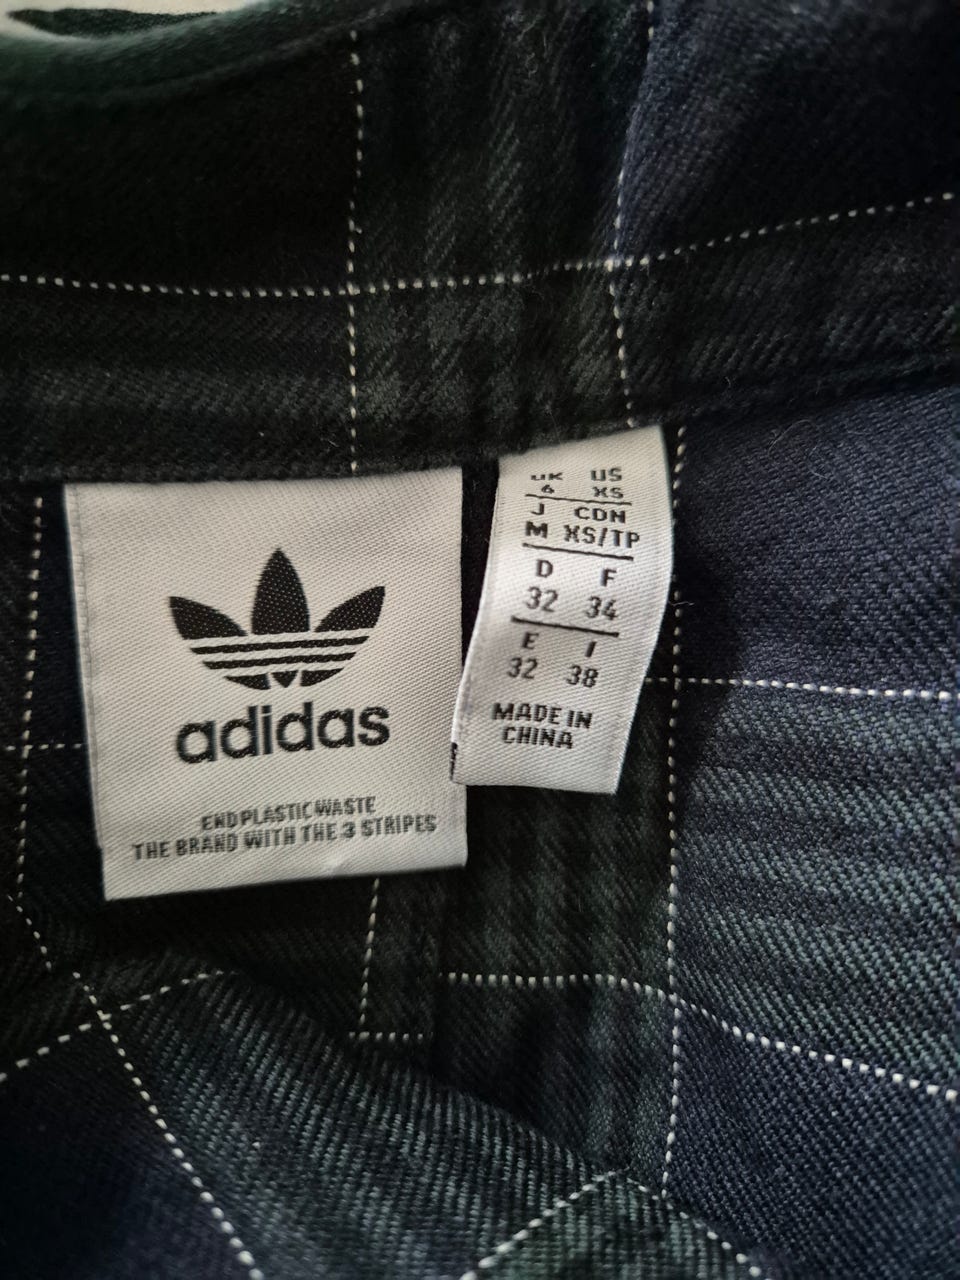 adidas
END PLASTIC WASTE
THE BRAND WITH THE 3 STRIPES
UK US
6 XS
J CDN
M XS/TP
D F
32 34
E I
32 38
MADE IN
CHINA